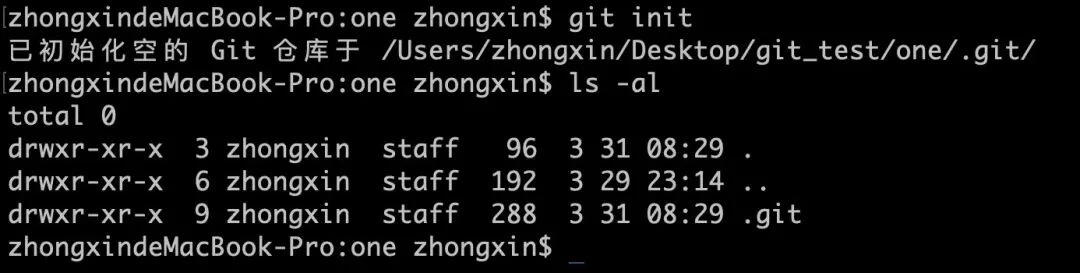 [zhongxindeMacBook-Pro:one zhongxin$ git init
已初始化空的 Git 仓库于 /Users/zhongxin/Desktop/git_test/one/.git/
[zhongxindeMacBook-Pro:one zhongxin$ ls -al
total 0
drwxr-xr-x  3 zhongxin  staff   96  3 31 08:29 .
drwxr-xr-x  6 zhongxin  staff  192  3 29 23:14 ..
drwxr-xr-x  9 zhongxin  staff  288  3 31 08:29 .git
zhongxindeMacBook-Pro:one zhongxin$